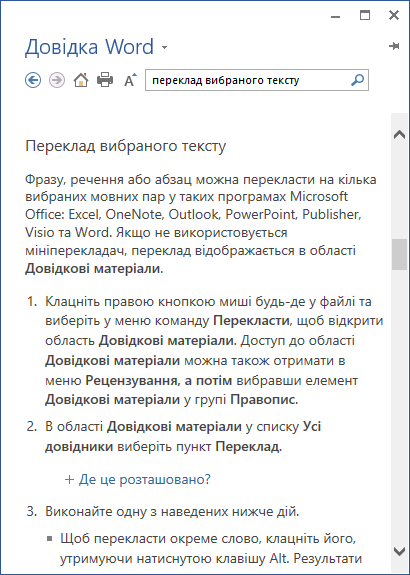 Довідка Word
переклад вибраного тексту
Переклад вибраного тексту
Фразу, речення або абзац можна перекласти на кілька
вибраних мовних пар у таких програмах Microsoft
Office: Excel, OneNote, Outlook, PowerPoint, Publisher,
Visio та Word. Якщо не використовується
мініперекладач, переклад відображається в області
Довідкові матеріали.
1. Клацніть правою кнопкою миші будь-де у файлі та
виберіть у меню команду Перекласти, щоб відкрити
область Довідкові матеріали. Доступ до області
Довідкові матеріали можна також отримати в
меню Рецензування, а потім вибравши елемент
Довідкові матеріали у групі Правопис.
2. В області Довідкові матеріали у списку Усі
довідники виберіть пункт Переклад.
+ Де це розташовано?
3. Виконайте одну з наведених нижче дій.
▪ Щоб перекласти окреме слово, клацніть його,
утримуючи натиснутою клавішу Alt. Результати